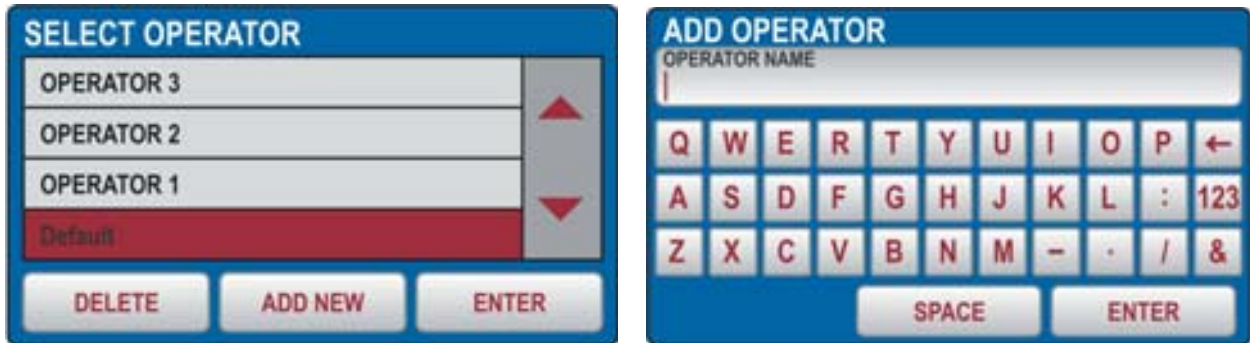 SELECT OPERATOR
OPERATOR 3
OPERATOR 2
OPERATOR 1
Default
DELETE ADD NEW ENTER
ADD OPERATOR
OPERATOR NAME
Q W E R T Y U I O P ←
A S D F G H J K L : 123
Z X C V B N M - . / &
SPACE ENTER